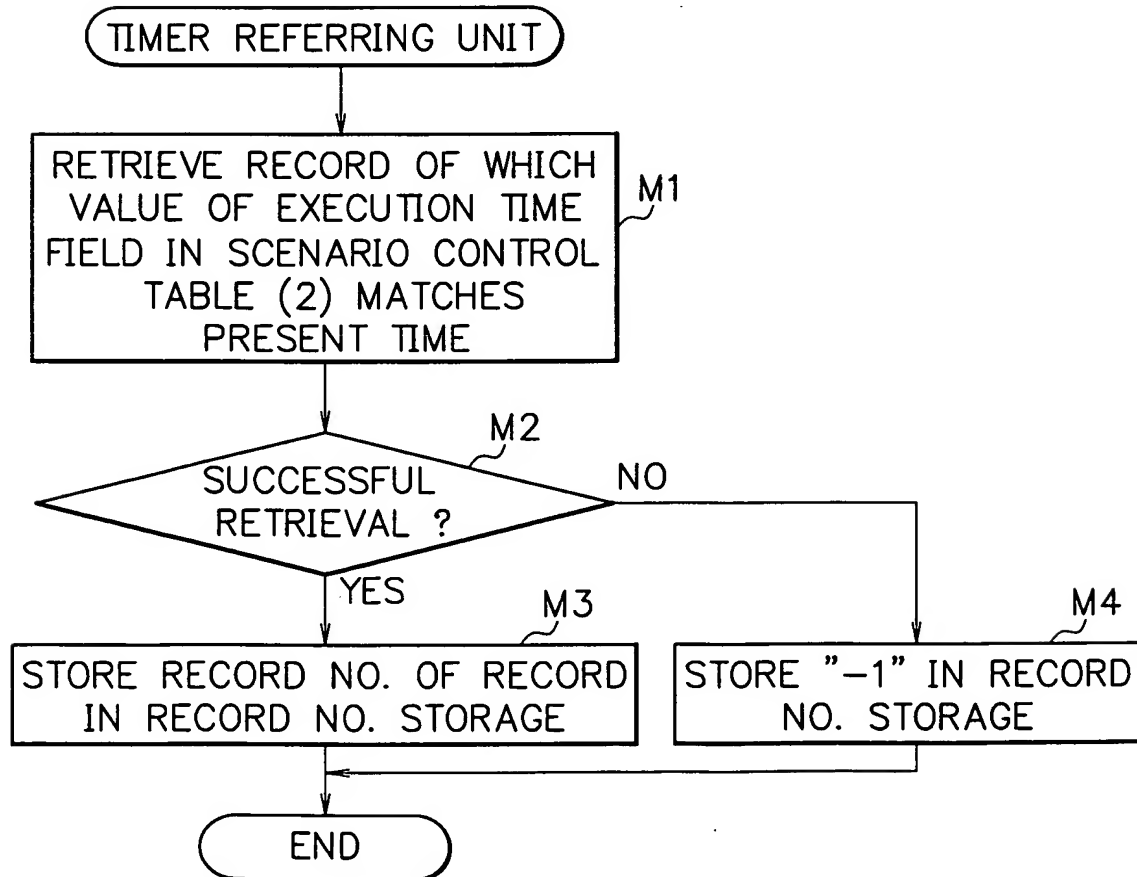 TIMER REFERRING UNIT
RETRIEVE RECORD OF WHICH
VALUE OF EXECUTION TIME
FIELD IN SCENARIO CONTROL
TABLE (2) MATCHES
PRESENT TIME
M1
M2
SUCCESSFUL
RETRIEVAL ?
NO
YES
M3
STORE RECORD NO. OF RECORD
IN RECORD NO. STORAGE
M4
STORE "-1" IN RECORD
NO. STORAGE
END